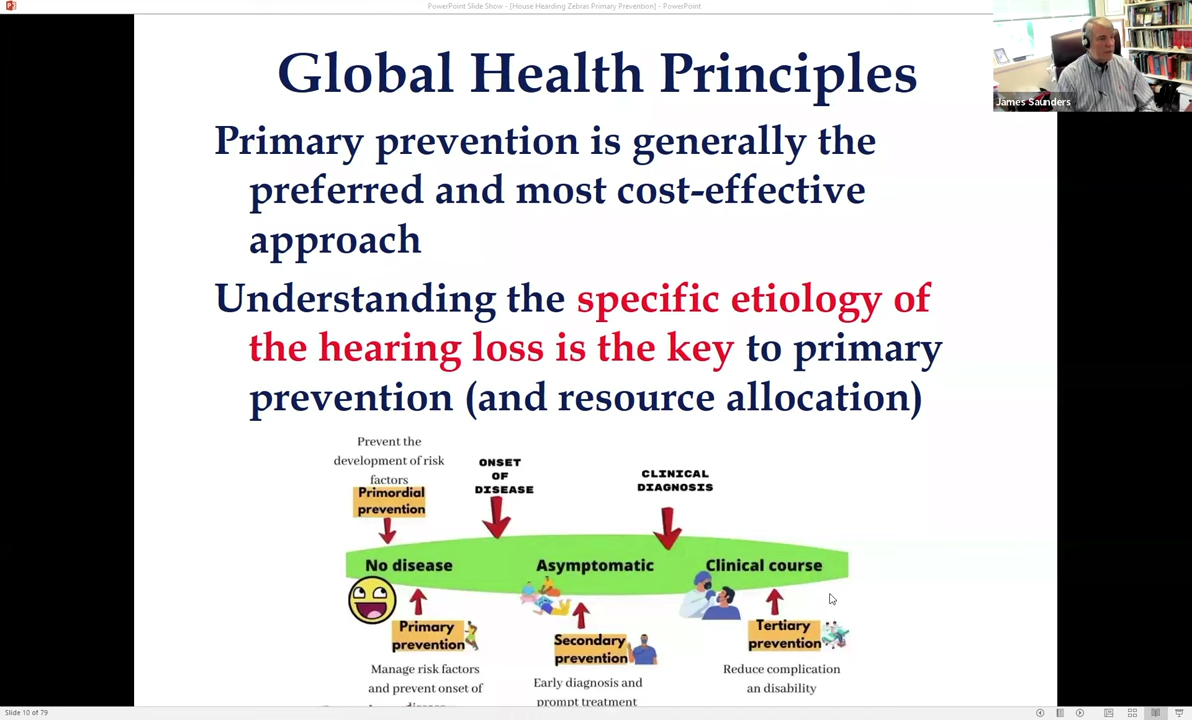 PowerPoint Slide Show - [House Hearding Zebras Primary Prevention] - PowerPoint
James Saunders
Global Health Principles
Primary prevention is generally the
preferred and most cost-effective
approach
Understanding the specific etiology of
the hearing loss is the key to primary
prevention (and resource allocation)
Prevent the
development of risk
factors
Primordial
prevention
ONSET
OF
DISEASE
CLINICAL
DIAGNOSIS
No disease
Asymptomatic
Clinical course
Primary
prevention
Manage risk factors
and prevent onset of
Secondary
prevention
Early diagnosis and
prompt treatment
Tertiary
prevention
Reduce complication
an disability
Slide 10 of 79